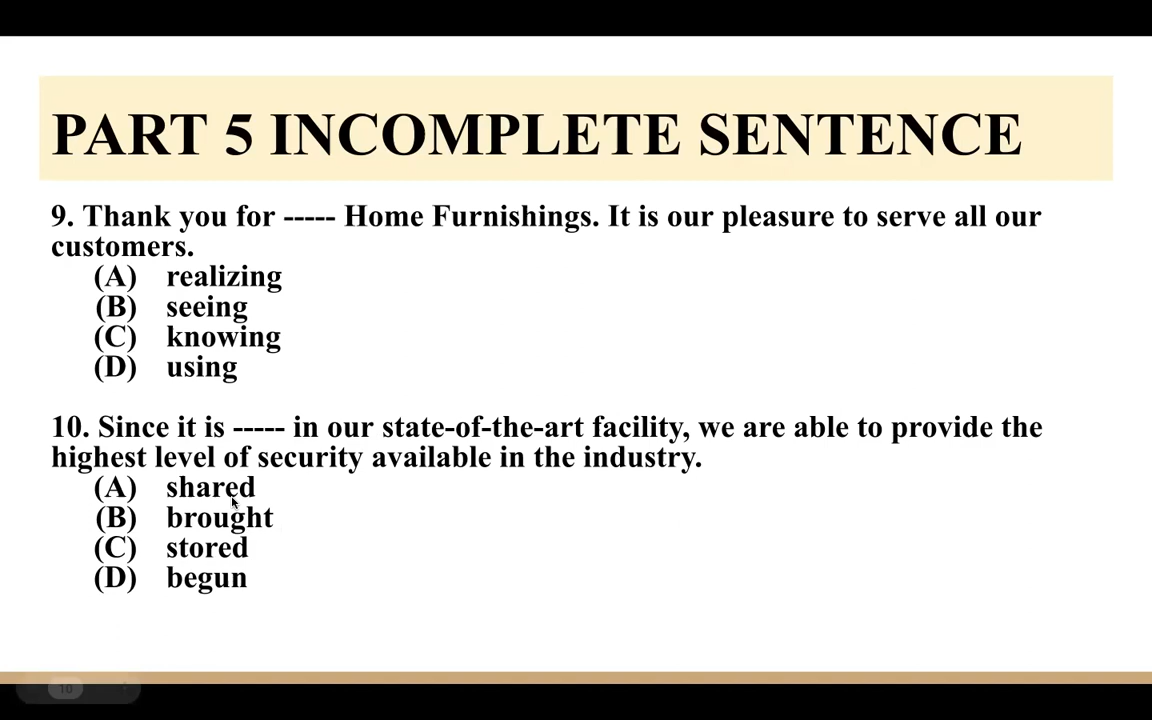 PART 5 INCOMPLETE SENTENCE
9. Thank you for ----- Home Furnishings. It is our pleasure to serve all our
customers.
(A) realizing
(B) seeing
(C) knowing
(D) using
10. Since it is ----- in our state-of-the-art facility, we are able to provide the
highest level of security available in the industry.
(A) shared
(B) brought
(C) stored
(D) begun
10